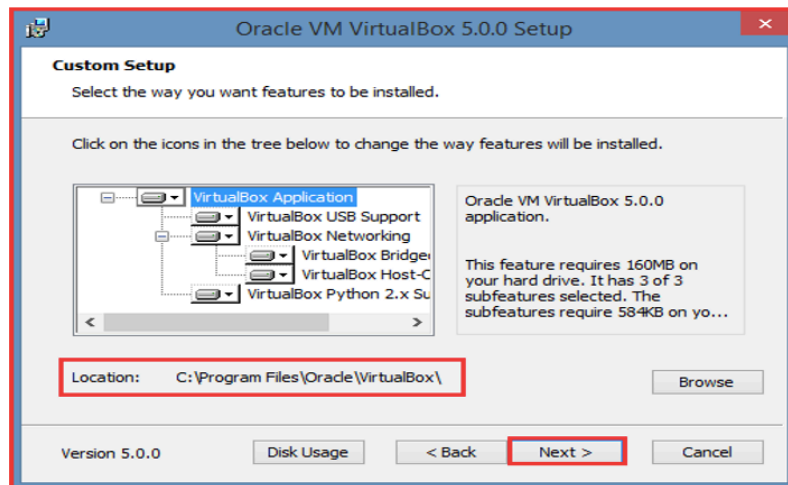 Oracle VM VirtualBox 5.0.0 Setup
Custom Setup
Select the way you want features to be installed.
Click on the icons in the tree below to change the way features will be installed.
VirtualBox Application
VirtualBox USB Support
VirtualBox Networking
VirtualBox Bridge
VirtualBox Host-C
VirtualBox Python 2.x Su
Oracle VM VirtualBox 5.0.0
application.
This feature requires 160MB on
your hard drive. It has 3 of 3
subfeatures selected. The
subfeatures require 584KB on yo...
Location: C:\Program Files\Oracle\VirtualBox\
Browse
Version 5.0.0
Disk Usage
< Back
Next >
Cancel